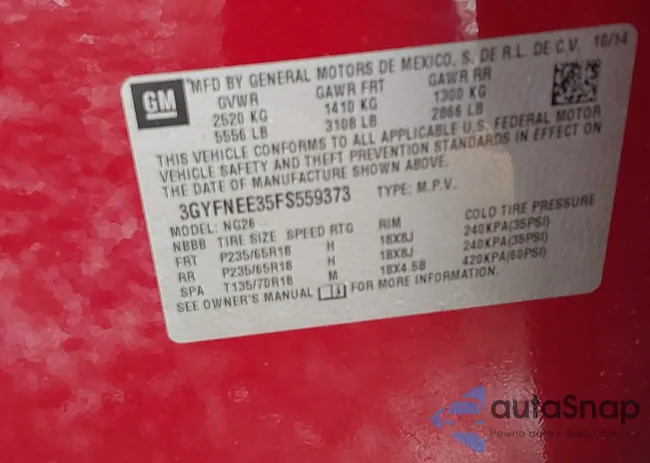 GM
MFD BY GENERAL MOTORS DE MEXICO, S. DE R.L. DE C.V. 10/14
GVWR GAWR FRT GAWR RR
2520 KG 1410 KG 1300 KG
5556 LB 3108 LB 2866 LB
THIS VEHICLE CONFORMS TO ALL APPLICABLE U.S. FEDERAL MOTOR
VEHICLE SAFETY AND THEFT PREVENTION STANDARDS IN EFFECT ON
THE DATE OF MANUFACTURE SHOWN ABOVE.
3GYFNEE35FS559373 TYPE: M.P.V.
MODEL: NG26
NBBB TIRE SIZE SPEED RTG RIM COLD TIRE PRESSURE
FRT P235/65R18 H 18X8J 240KPA(35PSI)
RR P235/65R18 H 18X8J 240KPA(35PSI)
SPA T135/70R18 M 18X4.5B 420KPA(60PSI)
SEE OWNER'S MANUAL FOR MORE INFORMATION.
autaSnap
Pewne auta z